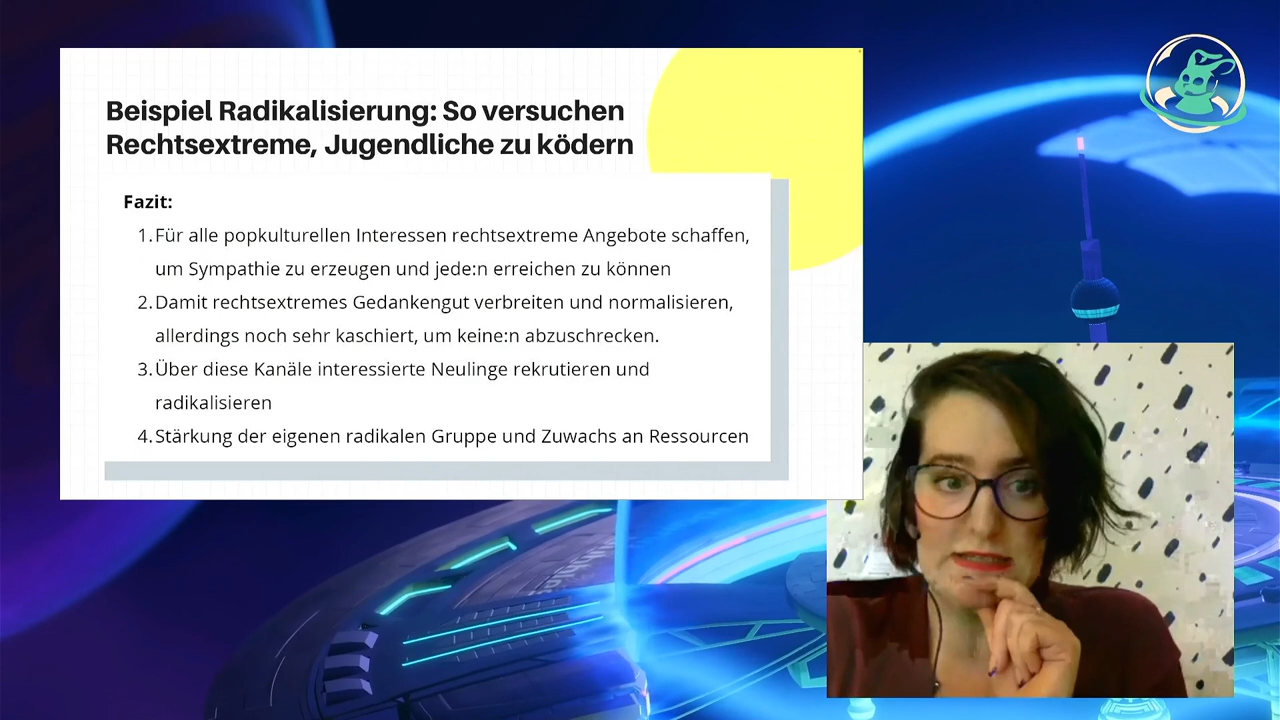 Beispiel Radikalisierung: So versuchen
Rechtsextreme, Jugendliche zu ködern
Fazit:
1. Für alle popkulturellen Interessen rechtsextreme Angebote schaffen,
um Sympathie zu erzeugen und jede:n erreichen zu können
2. Damit rechtsextremes Gedankengut verbreiten und normalisieren,
allerdings noch sehr kaschiert, um keine:n abzuschrecken.
3. Über diese Kanäle interessierte Neulinge rekrutieren und
radikalisieren
4. Stärkung der eigenen radikalen Gruppe und Zuwachs an Ressourcen